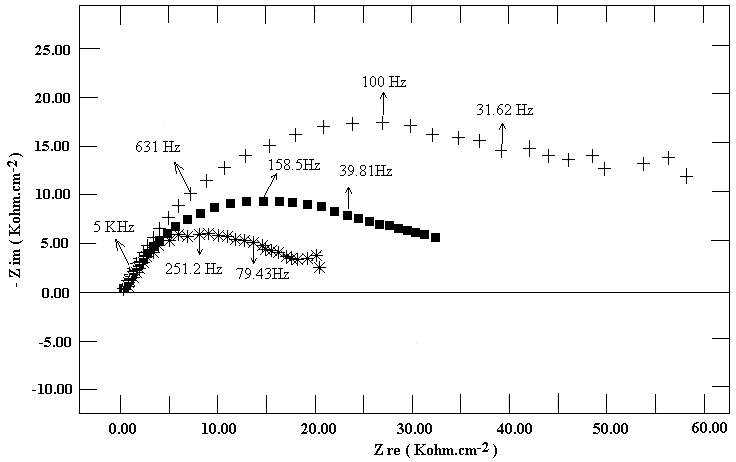 25.00
20.00
100 Hz
31.62 Hz
15.00
631 Hz
158.5Hz
39.81Hz
10.00
5 KHz
5.00
251.2 Hz
79.43Hz
0.00
-5.00
-10.00
- Z im ( Kohm.cm-2 )
0.00 10.00 20.00 30.00 40.00 50.00 60.00
Z re ( Kohm.cm-2 )